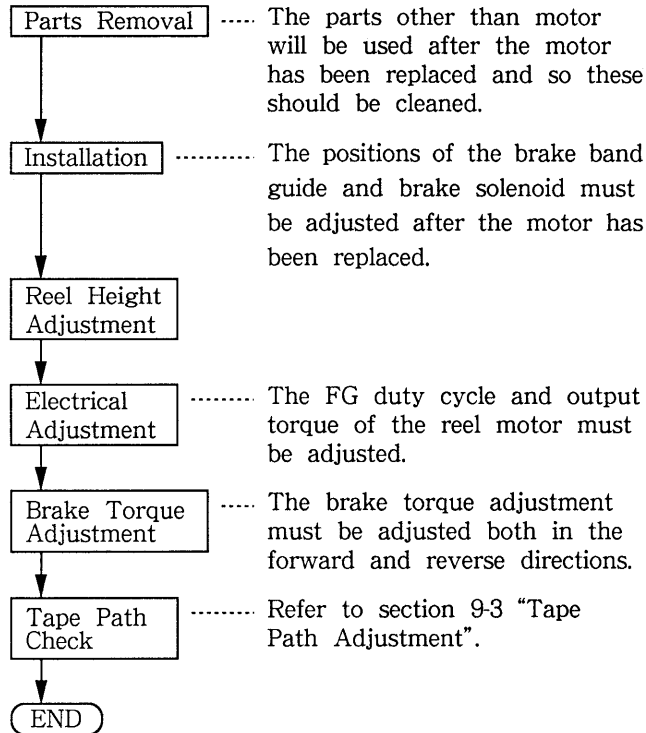 Parts Removal ····· The parts other than motor
will be used after the motor
has been replaced and so these
should be cleaned.
Installation ········· The positions of the brake band
guide and brake solenoid must
be adjusted after the motor has
been replaced.
Reel Height
Adjustment
Electrical ········ The FG duty cycle and output
Adjustment torque of the reel motor must
be adjusted.
Brake Torque ····· The brake torque adjustment
Adjustment must be adjusted both in the
forward and reverse directions.
Tape Path ········ Refer to section 9-3 “Tape
Check Path Adjustment”.
END